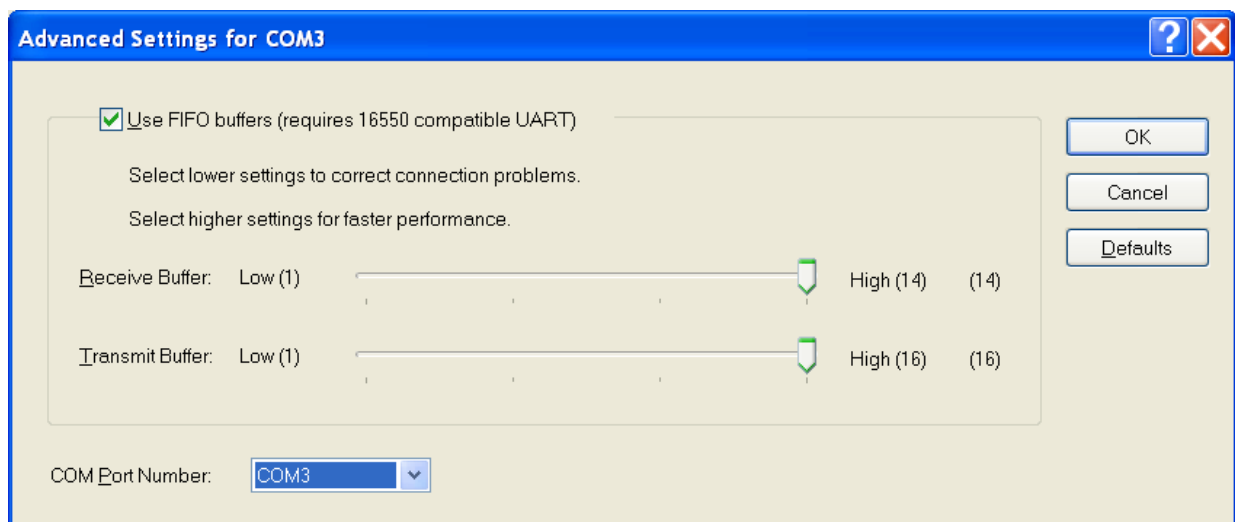 Advanced Settings for COM3
Use FIFO buffers (requires 16550 compatible UART)
OK
Select lower settings to correct connection problems.
Cancel
Select higher settings for faster performance.
Defaults
Receive Buffer: Low (1) High (14) (14)
Transmit Buffer: Low (1) High (16) (16)
COM Port Number: COM3